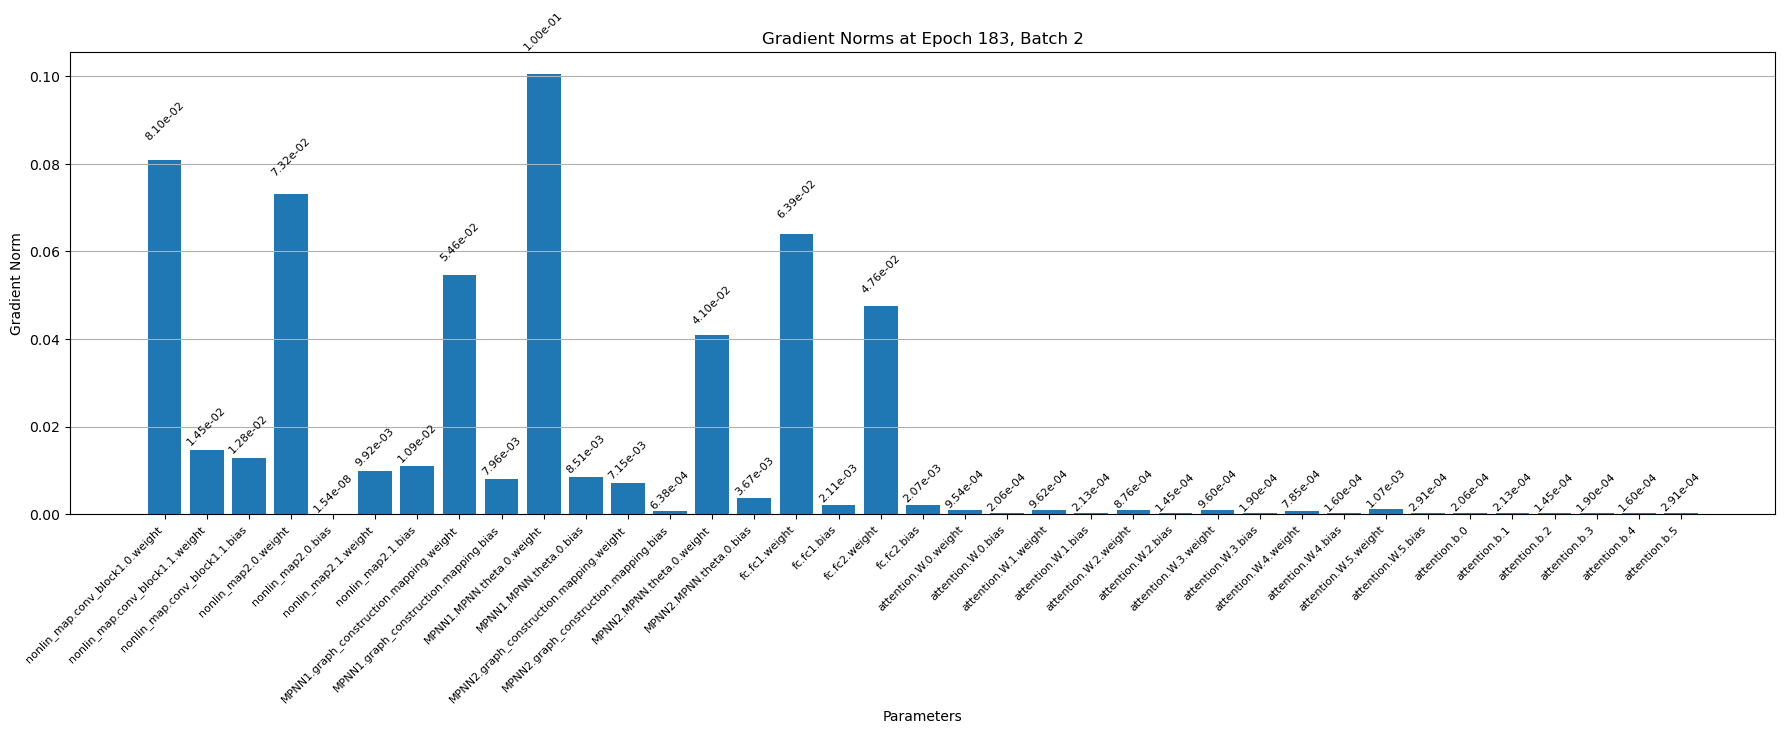 Gradient Norms at Epoch 183, Batch 2
Gradient Norm
0.10
0.08
0.06
0.04
0.02
0.00
8.10e-02
1.45e-02
1.28e-02
7.32e-02
1.54e-08
9.92e-03
1.09e-02
5.46e-02
7.96e-03
1.00e-01
8.51e-03
7.15e-03
6.38e-04
4.10e-02
3.67e-03
6.39e-02
2.11e-03
4.76e-02
2.07e-03
9.54e-04
2.06e-04
9.62e-04
2.13e-04
8.76e-04
1.45e-04
9.60e-04
1.90e-04
7.85e-04
1.60e-04
1.07e-03
2.91e-04
2.06e-04
2.13e-04
1.45e-04
1.90e-04
1.60e-04
2.91e-04
nonlin_map.conv_block1.0.weight
nonlin_map.conv_block1.1.weight
nonlin_map.conv_block1.1.bias
nonlin_map2.0.weight
nonlin_map2.0.bias
nonlin_map2.1.weight
nonlin_map2.1.bias
MPNN1.graph_construction.mapping.weight
MPNN1.graph_construction.mapping.bias
MPNN1.MPNN.theta.0.weight
MPNN1.MPNN.theta.0.bias
MPNN2.graph_construction.mapping.weight
MPNN2.graph_construction.mapping.bias
MPNN2.MPNN.theta.0.weight
MPNN2.MPNN.theta.0.bias
fc.fc1.weight
fc.fc1.bias
fc.fc2.weight
fc.fc2.bias
attention.W.0.weight
attention.W.0.bias
attention.W.1.weight
attention.W.1.bias
attention.W.2.weight
attention.W.2.bias
attention.W.3.weight
attention.W.3.bias
attention.W.4.weight
attention.W.4.bias
attention.W.5.weight
attention.W.5.bias
attention.b.0
attention.b.1
attention.b.2
attention.b.3
attention.b.4
attention.b.5
Parameters